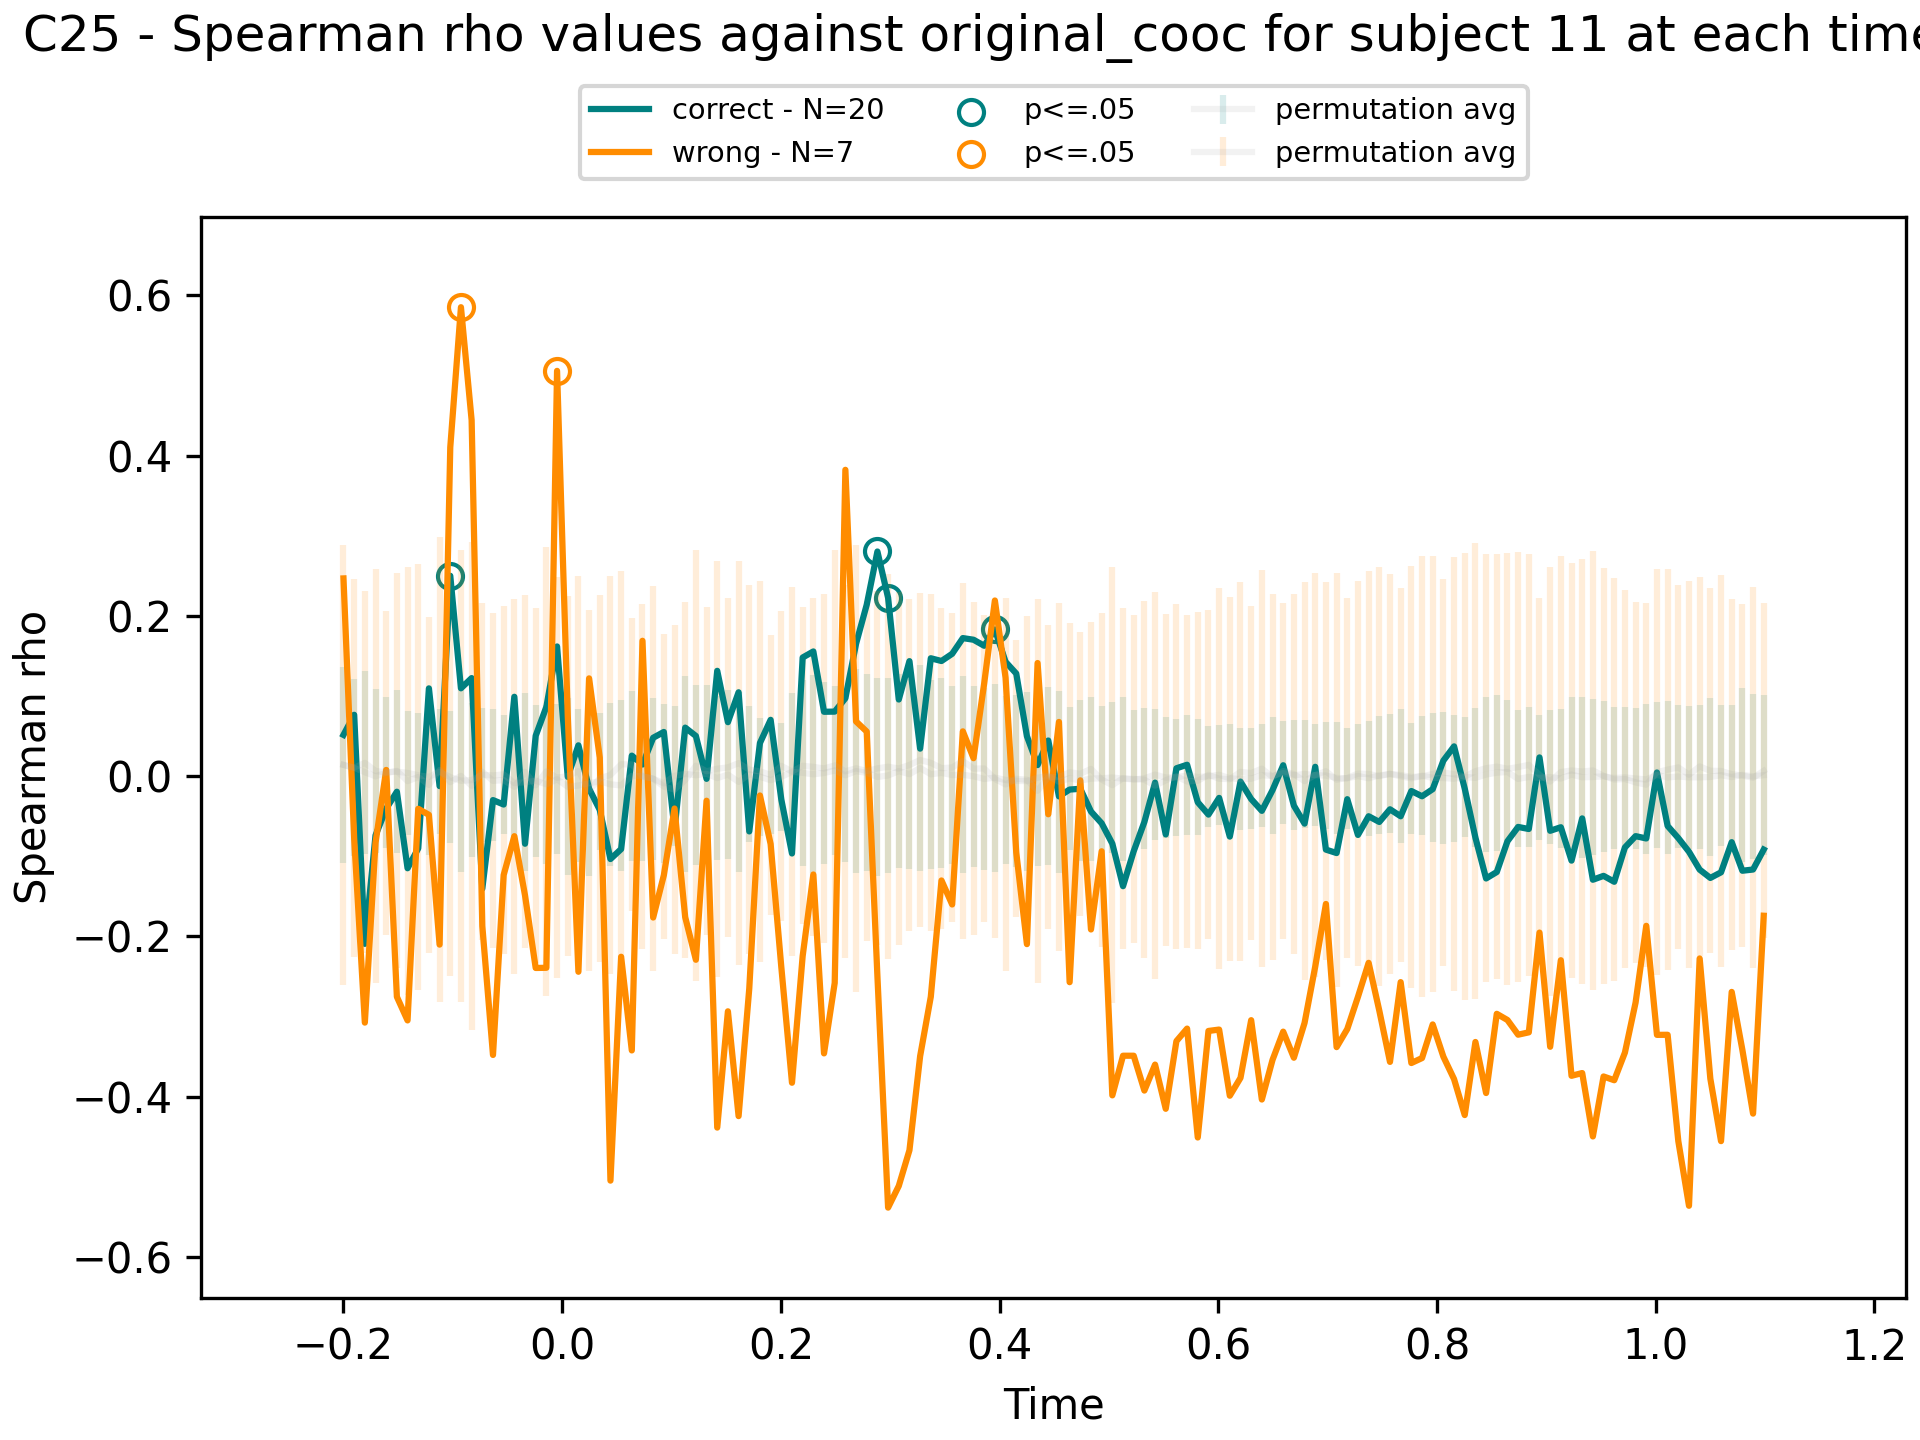 C25 - Spearman rho values against original_cooc for subject 11 at each time
correct - N=20
wrong - N=7
p<=.05
p<=.05
permutation avg
permutation avg
Spearman rho
0.6
0.4
0.2
0.0
−0.2
−0.4
−0.6
−0.2 0.0 0.2 0.4 0.6 0.8 1.0 1.2
Time